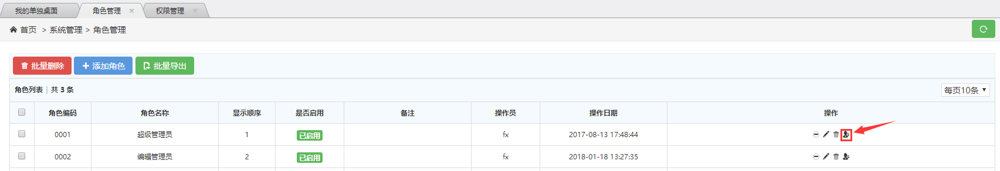 我的单独桌面 角色管理 × 权限管理 ×
首页 > 系统管理 > 角色管理
批量删除 添加角色 批量导出
角色列表 | 共 3 条 每页10条
角色编码 角色名称 显示顺序 是否启用 备注 操作员 操作日期 操作
0001 超级管理员 1 已启用 fx 2017-08-13 17:48:44
0002 编辑管理员 2 已启用 fx 2018-01-18 13:27:35